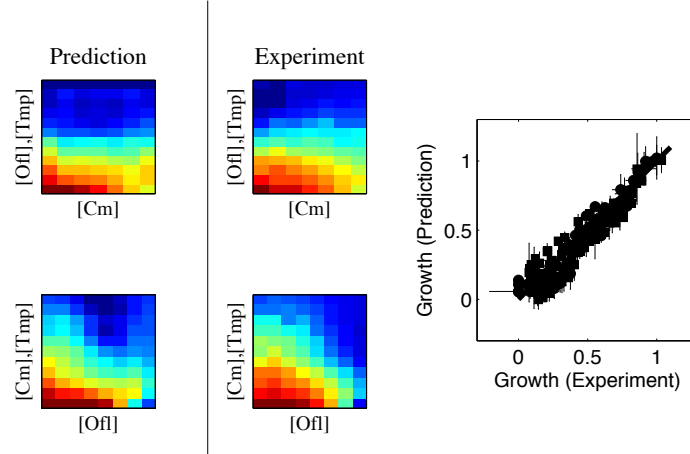 Prediction
Experiment
[Ofl],[Tmp]
[Cm]
[Ofl],[Tmp]
[Cm]
[Cm],[Tmp]
[Ofl]
[Cm],[Tmp]
[Ofl]
Growth (Prediction)
1
0.5
0
0
0.5
1
Growth (Experiment)